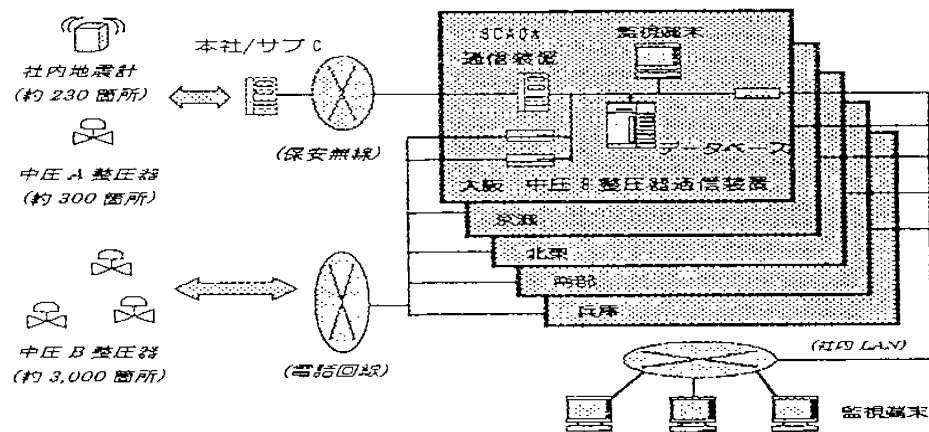 本社/サブC
SCADA
通信装置
監視端末
社内地震計
(約 230 箇所)
(保安無線)
データベース
中圧 A 整圧器
(約 300 箇所)
大阪 中圧B整圧器通信装置
北東
南部
兵庫
中圧 B 整圧器
(約 3,000 箇所)
(電話回線)
(社内 LAN)
監視端末